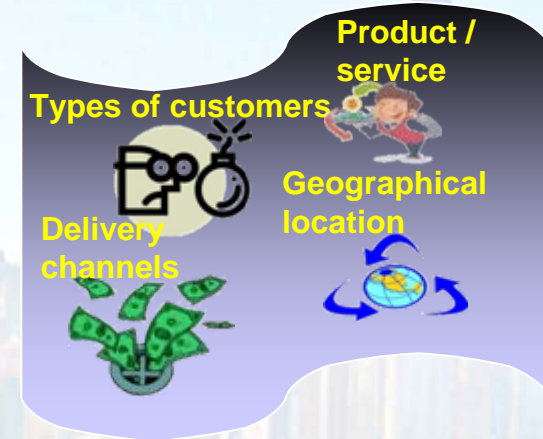 Product /
service
Types of customers
Geographical
location
Delivery
channels